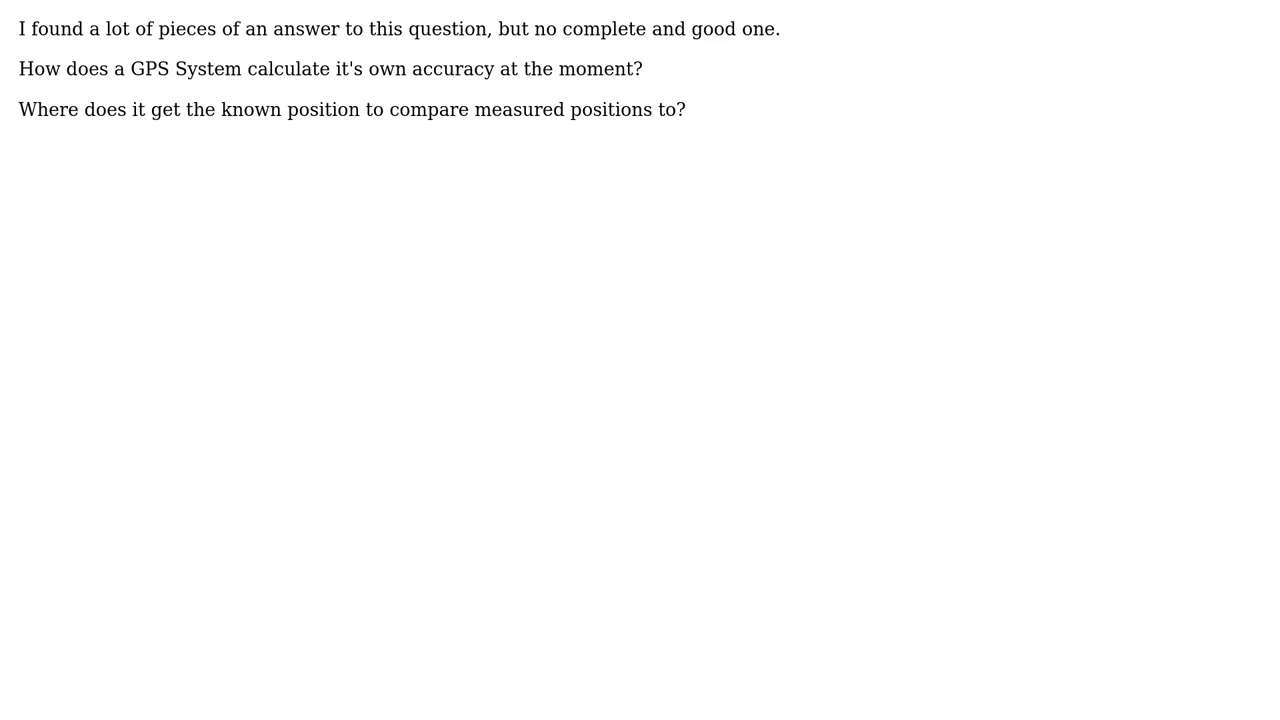 I found a lot of pieces of an answer to this question, but no complete and good one.
How does a GPS System calculate it's own accuracy at the moment?
Where does it get the known position to compare measured positions to?